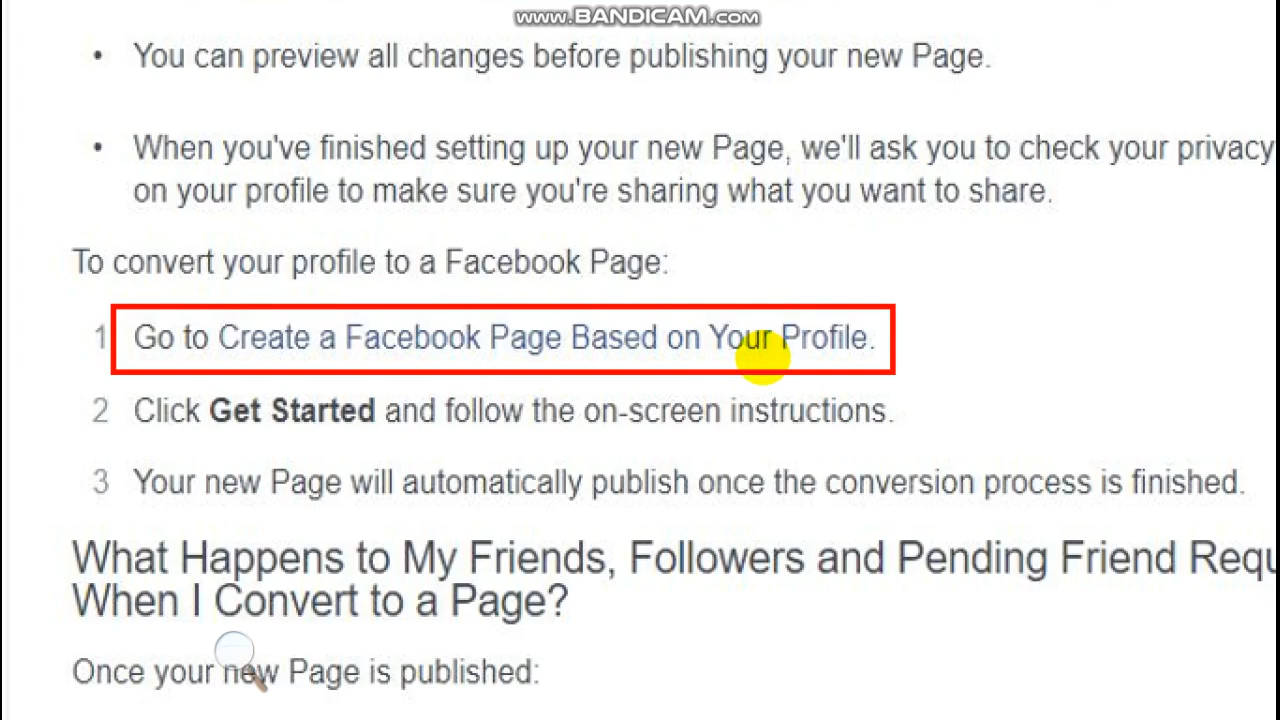 www.BANDICAM.com
• You can preview all changes before publishing your new Page.
• When you've finished setting up your new Page, we'll ask you to check your privacy
on your profile to make sure you're sharing what you want to share.
To convert your profile to a Facebook Page:
1 Go to Create a Facebook Page Based on Your Profile.
2 Click Get Started and follow the on-screen instructions.
3 Your new Page will automatically publish once the conversion process is finished.
What Happens to My Friends, Followers and Pending Friend Requ
When I Convert to a Page?
Once your new Page is published: